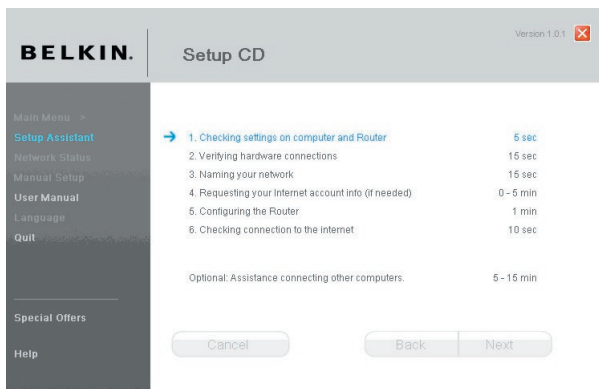 BELKIN.
Setup CD
Version 1.0.1
Main Menu >
Setup Assistant
Network Status
Manual Setup
User Manual
Language
Quit
Special Offers
Help
1. Checking settings on computer and Router 5 sec
2. Verifying hardware connections 15 sec
3. Naming your network 15 sec
4. Requesting your Internet account info (if needed) 0 - 5 min
5. Configuring the Router 1 min
6. Checking connection to the internet 10 sec
Optional: Assistance connecting other computers. 5 - 15 min
Cancel Back Next